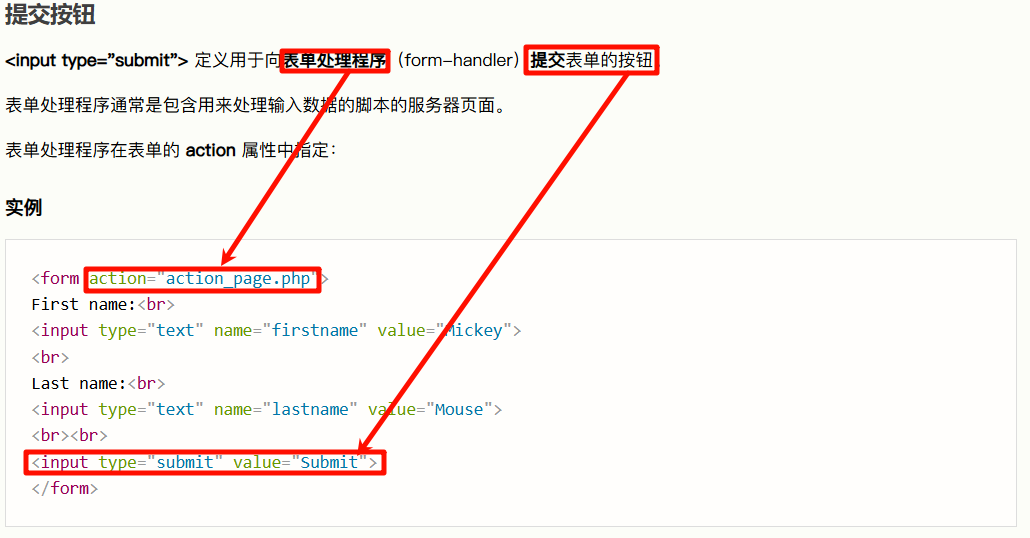 提交按钮
<input type="submit"> 定义用于向表单处理程序（form-handler）提交表单的按钮
表单处理程序通常是包含用来处理输入数据的脚本的服务器页面。
表单处理程序在表单的 action 属性中指定：
实例
<form action="action_page.php">
First name:<br>
<input type="text" name="firstname" value="Mickey">
<br>
Last name:<br>
<input type="text" name="lastname" value="Mouse">
<br><br>
<input type="submit" value="Submit">
</form>